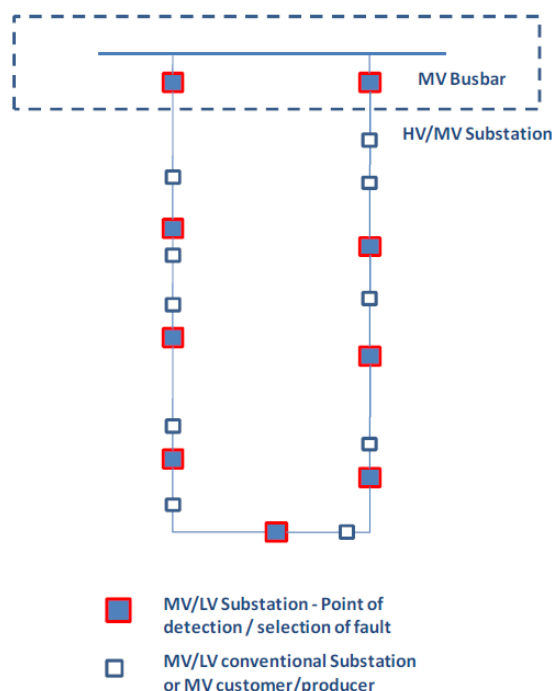 MV Busbar
HV/MV Substation
MV/LV Substation - Point of
detection / selection of fault
MV/LV conventional Substation
or MV customer/producer